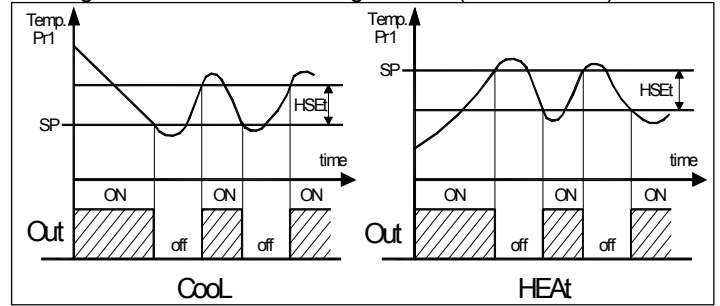 Temp.
Pr1
HSEt
SP
time
ON
ON
ON
Out
off
off
CooL
Temp.
Pr1
SP
HSEt
time
ON
ON
ON
Out
off
off
HEAt